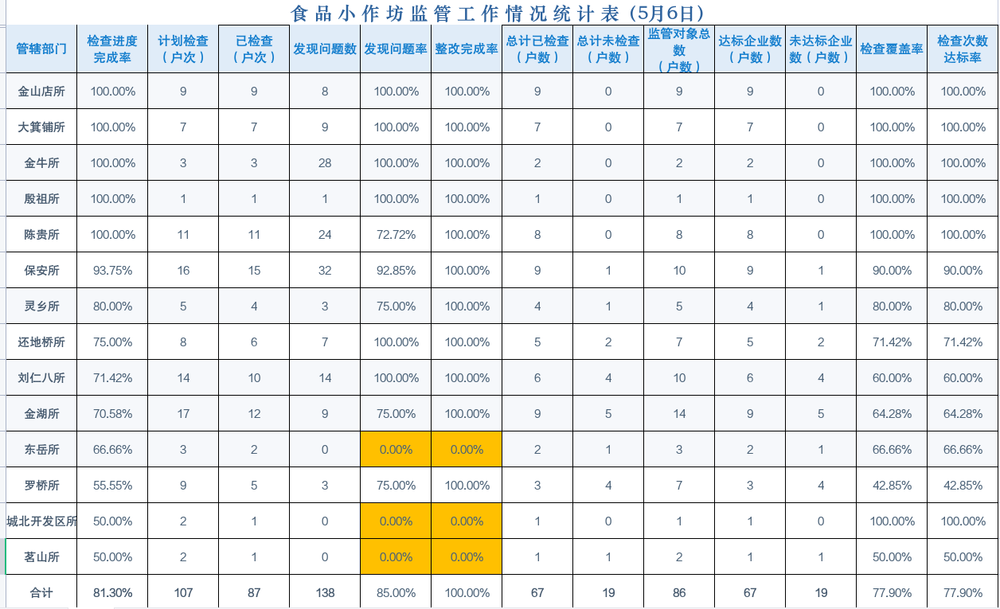 食品小作坊监管工作情况统计表（5月6日）
管辖部门 检查进度完成率 计划检查（户次） 已检查（户次） 发现问题数 发现问题率 整改完成率 总计已检查（户数） 总计未检查（户数） 监管对象总数（户数） 达标企业数（户数） 未达标企业数（户数） 检查覆盖率 检查次数达标率
金山店所 100.00% 9 9 8 100.00% 100.00% 9 0 9 9 0 100.00% 100.00%
大箕铺所 100.00% 7 7 9 100.00% 100.00% 7 0 7 7 0 100.00% 100.00%
金牛所 100.00% 3 3 28 100.00% 100.00% 2 0 2 2 0 100.00% 100.00%
殷祖所 100.00% 1 1 1 100.00% 100.00% 1 0 1 1 0 100.00% 100.00%
陈贵所 100.00% 11 11 24 72.72% 100.00% 8 0 8 8 0 100.00% 100.00%
保安所 93.75% 16 15 32 92.85% 100.00% 9 1 10 9 1 90.00% 90.00%
灵乡所 80.00% 5 4 3 75.00% 100.00% 4 1 5 4 1 80.00% 80.00%
还地桥所 75.00% 8 6 7 100.00% 100.00% 5 2 7 5 2 71.42% 71.42%
刘仁八所 71.42% 14 10 14 100.00% 100.00% 6 4 10 6 4 60.00% 60.00%
金湖所 70.58% 17 12 9 75.00% 100.00% 9 5 14 9 5 64.28% 64.28%
东岳所 66.66% 3 2 0 0.00% 0.00% 2 1 3 2 1 66.66% 66.66%
罗桥所 55.55% 9 5 3 75.00% 100.00% 3 4 7 3 4 42.85% 42.85%
城北开发区所 50.00% 2 1 0 0.00% 0.00% 1 0 1 1 0 100.00% 100.00%
茗山所 50.00% 2 1 0 0.00% 0.00% 1 1 2 1 1 50.00% 50.00%
合计 81.30% 107 87 138 85.00% 100.00% 67 19 86 67 19 77.90% 77.90%